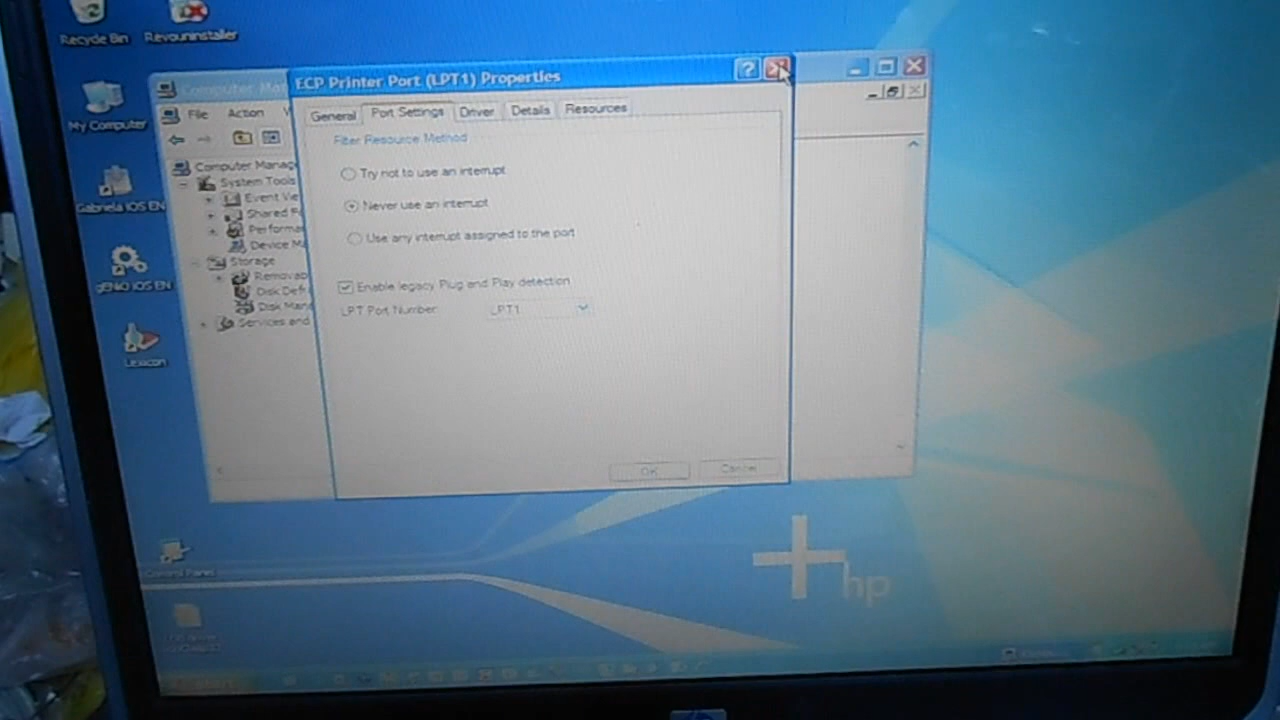 Recycle Bin
Revouninstaller
My Computer
Gabriela iOS EN
gENiO iOS EN
Lexicon
Control Panel
ECP Printer Port (LPT1) Properties
Computer Ma
File Action
Computer Manag
System Tools
Event Vie
Shared F
Performa
Device Ma
Storage
Removab
Disk Defr
Disk Mana
Services and
General Port Settings Driver Details Resources
Filter Resource Method
Try not to use an interrupt
Never use an interrupt
Use any interrupt assigned to the port
Enable legacy Plug and Play detection
LPT Port Number: LPT1
OK Cancel
hp